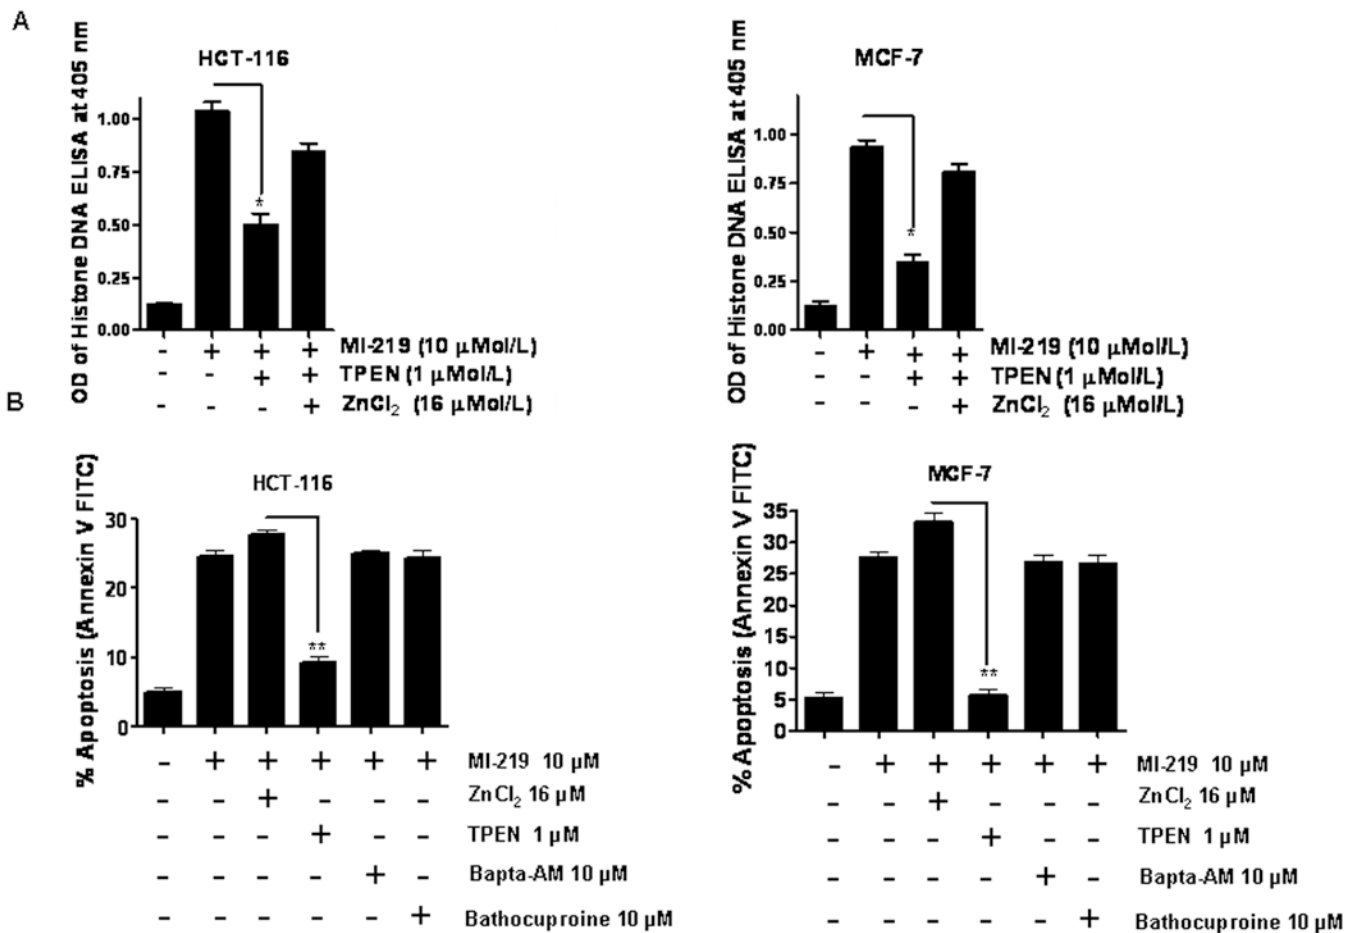 A
HCT-116
OD of Histone DNA ELISA at 405 nm
1.00
0.75
0.50
0.25
0.00
*
- + + + MI-219 (10 µMol/L)
- - + + TPEN (1 µMol/L)
- - - + ZnCl₂ (16 µMol/L)
MCF-7
OD of Histone DNA ELISA at 405 nm
1.00
0.75
0.50
0.25
0.00
*
- + + + MI-219 (10 µMol/L)
- - + + TPEN (1 µMol/L)
- - - + ZnCl₂ (16 µMol/L)
B
HCT-116
% Apoptosis (Annexin V FITC)
30
20
10
0
**
- + + + + + MI-219 10 µM
- - + - - - ZnCl₂ 16 µM
- - - + - - TPEN 1 µM
- - - - + - Bapta-AM 10 µM
- - - - - + Bathocuproine 10 µM
MCF-7
% Apoptosis (Annexin V FITC)
35
30
25
20
15
10
5
0
**
- + + + + + MI-219 10 µM
- - + - - - ZnCl₂ 16 µM
- - - + - - TPEN 1 µM
- - - - + - Bapta-AM 10 µM
- - - - - + Bathocuproine 10 µM